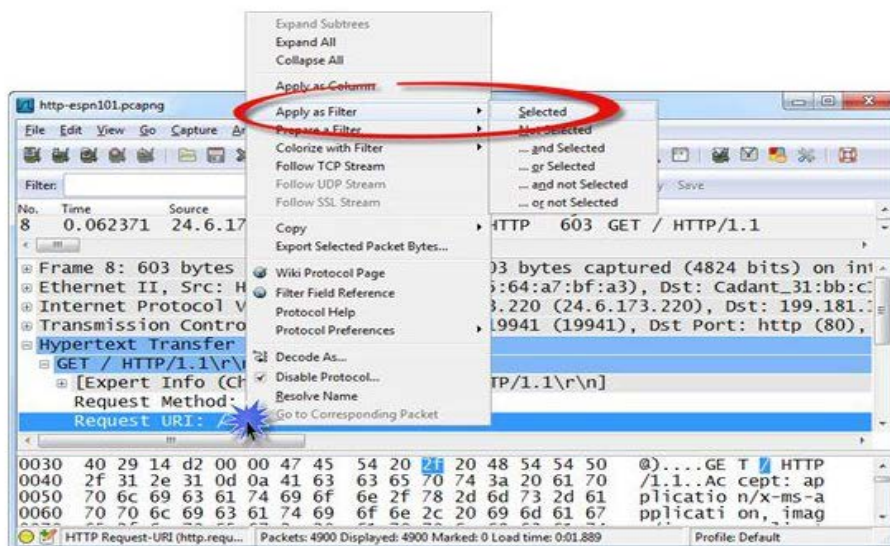 Expand Subtrees
Expand All
Collapse All
Apply as Column
Apply as Filter
Prepare a Filter
Colorize with Filter
Follow TCP Stream
Follow UDP Stream
Follow SSL Stream
Copy
Export Selected Packet Bytes...
Wiki Protocol Page
Filter Field Reference
Protocol Help
Protocol Preferences
Decode As...
Disable Protocol...
Resolve Name
Go to Corresponding Packet
Selected
Not Selected
... and Selected
... or Selected
... and not Selected
... or not Selected
http-espn101.pcapng
File Edit View Go Capture
Filter: Save
No. Time Source
8 0.062371 24.6.17 HTTP 603 GET / HTTP/1.1
Frame 8: 603 bytes 03 bytes captured (4824 bits) on int
Ethernet II, Src: H 5:64:a7:bf:a3), Dst: Cadant_31:bb:c
Internet Protocol V 3.220 (24.6.173.220), Dst: 199.181.
Transmission Contro 19941 (19941), Dst Port: http (80),
Hypertext Transfer
GET / HTTP/1.1\r\
[Expert Info (Ch TP/1.1\r\n]
Request Method:
Request URI: /
0030 40 29 14 d2 00 00 47 45 54 20 2f 20 48 54 54 50 @)....GE T / HTTP
0040 2f 31 2e 31 0d 0a 41 63 63 65 70 74 3a 20 61 70 /1.1..Ac cept: ap
0050 70 6c 69 63 61 74 69 6f 6e 2f 78 2d 6d 73 2d 61 plicatio n/x-ms-a
0060 70 70 6c 69 63 61 74 69 6f 6e 2c 20 69 6d 61 67 pplicati on, imag
HTTP Request-URI (http.requ... Packets: 4900 Displayed: 4900 Marked: 0 Load time: 0:01.889 Profile: Default